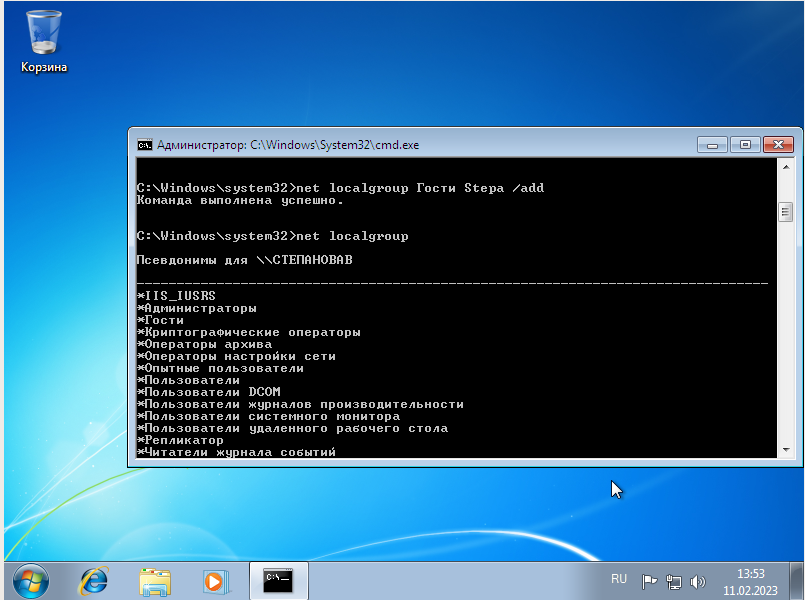 Корзина
Администратор: C:\Windows\System32\cmd.exe
C:\Windows\system32>net localgroup Гости Stepa /add
Команда выполнена успешно.
C:\Windows\system32>net localgroup
Псевдонимы для \\СТЕПАНОВАВ
-------------------------------------------------------------------------------
*IIS_IUSRS
*Администраторы
*Гости
*Криптографические операторы
*Операторы архива
*Операторы настройки сети
*Опытные пользователи
*Пользователи
*Пользователи DCOM
*Пользователи журналов производительности
*Пользователи системного монитора
*Пользователи удаленного рабочего стола
*Репликатор
*Читатели журнала событий
RU
13:53
11.02.2023